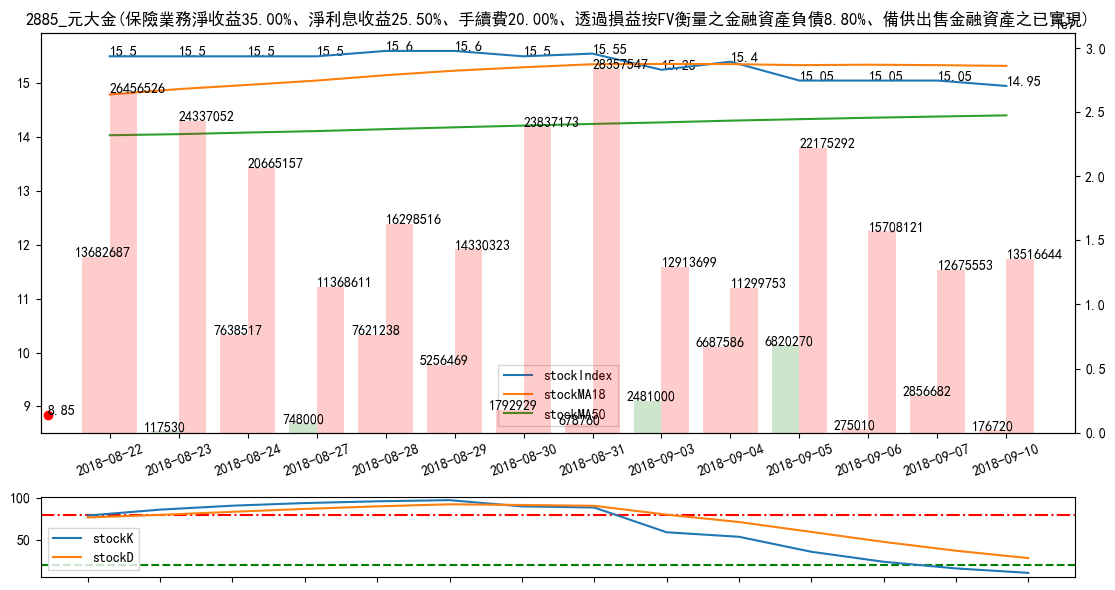 2885_元大金(保險業務淨收益35.00%、淨利息收益25.50%、手續費20.00%、透過損益按FV衡量之金融資產負債8.80%、備供出售金融資產之已實現)
1e7
15.5 15.5 15.5 15.5 15.6 15.6 15.5 15.55 15.25 15.4 15.05 15.05 15.05 14.95
3.0
15
26456526 24337052 20665157 11368611 16298516 14330323 23837173 28357547 12913699 11299753 22175292 15708121 12675553 13516644
2.5
14
13
2.0
12
1.5
13682687 117530 7638517 748000 7621238 5256469 1792929 678760 2481000 6687586 6820270 275010 2856682 176720
11
1.0
10
0.5
9
8.85
0.0
stockIndex
stockMA18
stockMA50
2018-08-22 2018-08-23 2018-08-24 2018-08-27 2018-08-28 2018-08-29 2018-08-30 2018-08-31 2018-09-03 2018-09-04 2018-09-05 2018-09-06 2018-09-07 2018-09-10
100
50
stockK
stockD